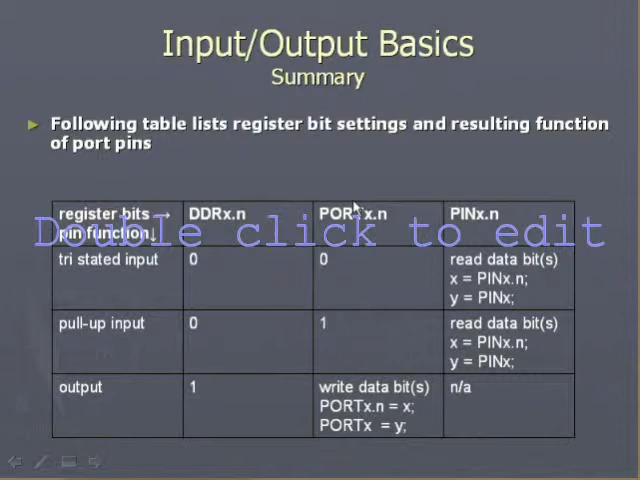 Input/Output Basics
Summary
► Following table lists register bit settings and resulting function
of port pins
register bits → DDRx.n PORTx.n PINx.n
pin function↓
Double click to edit
tri stated input 0 0 read data bit(s)
x = PINx.n;
y = PINx;
pull-up input 0 1 read data bit(s)
x = PINx.n;
y = PINx;
output 1 write data bit(s) n/a
PORTx.n = x;
PORTx = y;